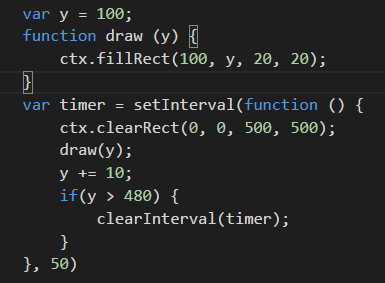 var y = 100;
function draw (y) {
    ctx.fillRect(100, y, 20, 20);
}
var timer = setInterval(function () {
    ctx.clearRect(0, 0, 500, 500);
    draw(y);
    y += 10;
    if(y > 480) {
        clearInterval(timer);
    }
}, 50)